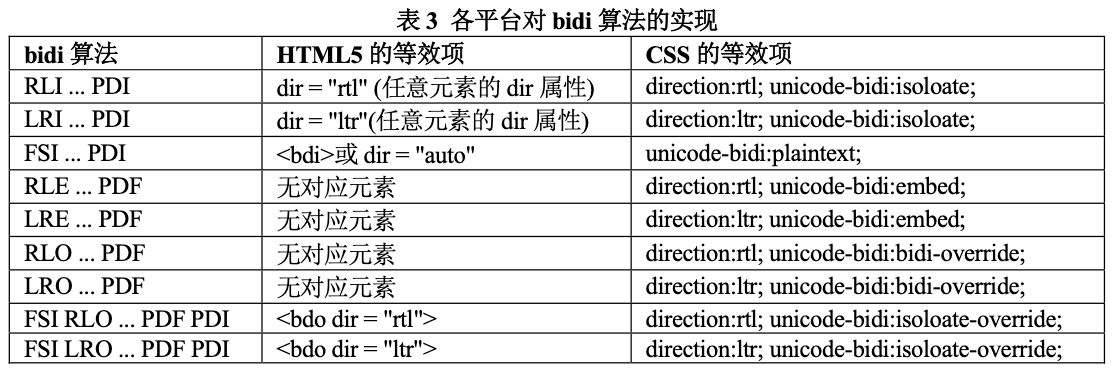 表 3 各平台对 bidi 算法的实现
bidi 算法 HTML5 的等效项 CSS 的等效项
RLI ... PDI dir = "rtl" (任意元素的 dir 属性) direction:rtl; unicode-bidi:isoloate;
LRI ... PDI dir = "ltr"(任意元素的 dir 属性) direction:ltr; unicode-bidi:isoloate;
FSI ... PDI <bdi>或 dir = "auto" unicode-bidi:plaintext;
RLE ... PDF 无对应元素 direction:rtl; unicode-bidi:embed;
LRE ... PDF 无对应元素 direction:ltr; unicode-bidi:embed;
RLO ... PDF 无对应元素 direction:rtl; unicode-bidi:bidi-override;
LRO ... PDF 无对应元素 direction:ltr; unicode-bidi:bidi-override;
FSI RLO ... PDF PDI <bdo dir = "rtl"> direction:rtl; unicode-bidi:isoloate-override;
FSI LRO ... PDF PDI <bdo dir = "ltr"> direction:ltr; unicode-bidi:isoloate-override;